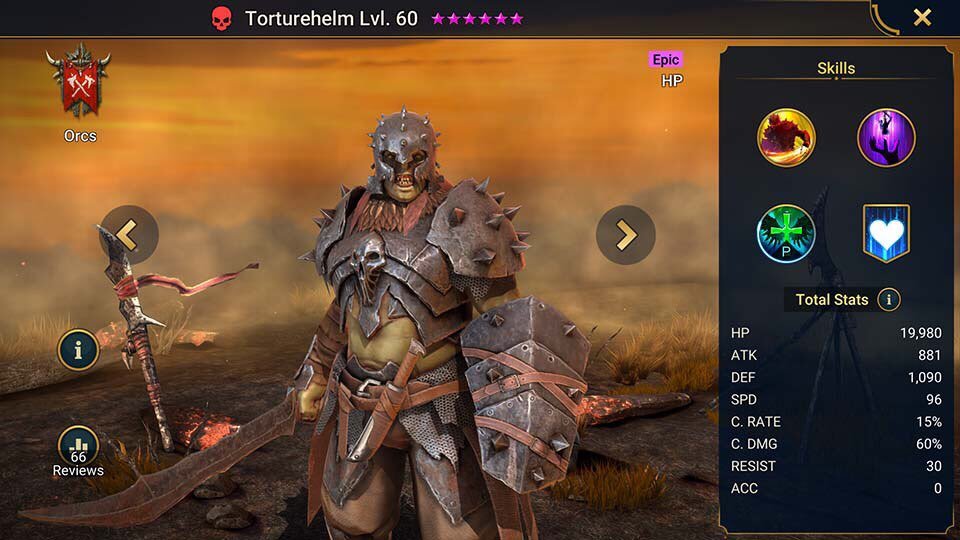 Torturehelm Lvl. 60
Orcs
Epic
HP
66
Reviews
Skills
P
Total Stats
HP 19,980
ATK 881
DEF 1,090
SPD 96
C. RATE 15%
C. DMG 60%
RESIST 30
ACC 0